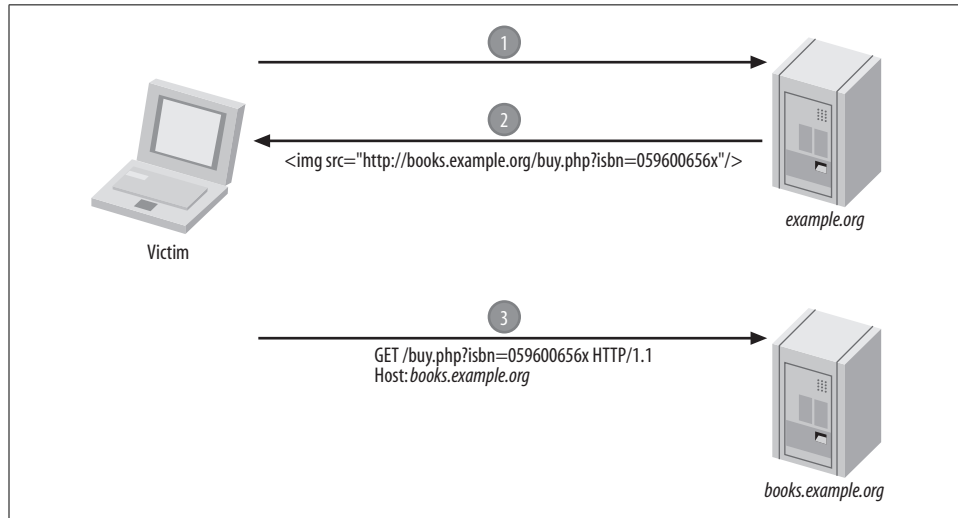 1
2
<img src="http://books.example.org/buy.php?isbn=059600656x"/>
example.org
Victim
3
GET /buy.php?isbn=059600656x HTTP/1.1
Host: books.example.org
books.example.org